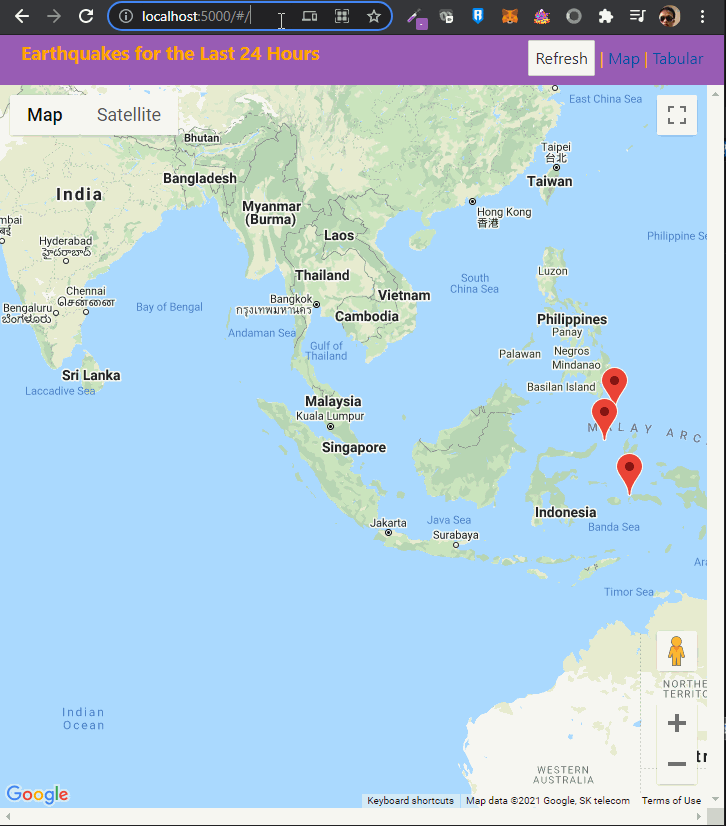 localhost:5000/#/
Earthquakes for the Last 24 Hours
Refresh | Map | Tabular
Map
Satellite
East China Sea
Bhutan
Taipei
台北
Bangladesh
Taiwan
India
Myanmar
(Burma)
Hong Kong
香港
mbai
Laos
Philippine Se
Hyderabad
హైదరాబాద్
Luzon
Thailand
South
China Sea
Chennai
சென்னை
Bangkok
กรุงเทพมหานคร
Vietnam
Bengaluru
ಬೆಂಗಳೂರು
Bay of Bengal
Cambodia
Philippines
Panay
Andaman Sea
Gulf of
Thailand
Palawan
Negros
Mindanao
Sri Lanka
Basilan Island
Laccadive Sea
Malaysia
Kuala Lumpur
MALAY ARC
Singapore
Indonesia
Jakarta
Java Sea
Banda Sea
Surabaya
Ara
Timor Sea
NORTHE
TERRITO
Indian
Ocean
WESTERN
AUSTRALIA
Google
Keyboard shortcuts
Map data ©2021 Google, SK telecom
Terms of Use